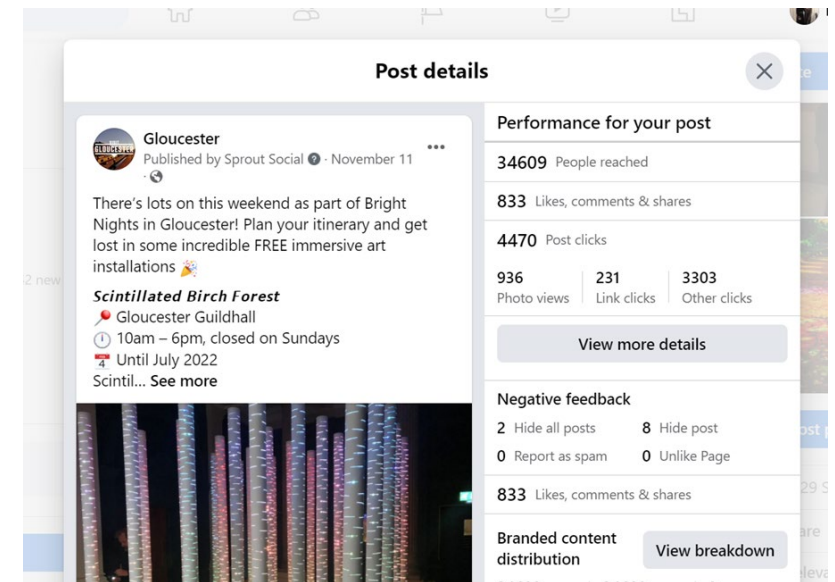 Post details
Gloucester
Published by Sprout Social · November 11
·
There's lots on this weekend as part of Bright
Nights in Gloucester! Plan your itinerary and get
lost in some incredible FREE immersive art
installations 🎉
Scintillated Birch Forest
📍 Gloucester Guildhall
🕛 10am – 6pm, closed on Sundays
📅 Until July 2022
Scintil... See more
Performance for your post
34609 People reached
833 Likes, comments & shares
4470 Post clicks
936 231 3303
Photo views Link clicks Other clicks
View more details
Negative feedback
2 Hide all posts 8 Hide post
0 Report as spam 0 Unlike Page
833 Likes, comments & shares
Branded content
distribution
View breakdown